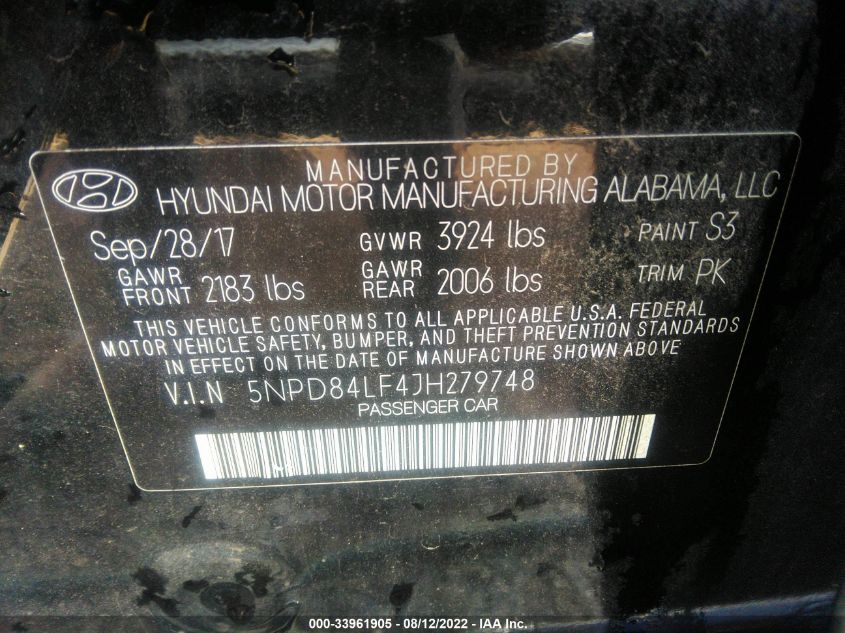 MANUFACTURED BY
HYUNDAI MOTOR MANUFACTURING ALABAMA, LLC
Sep/28/17 GVWR 3924 lbs PAINT S3
GAWR FRONT 2183 lbs GAWR REAR 2006 lbs TRIM PK
THIS VEHICLE CONFORMS TO ALL APPLICABLE U.S.A. FEDERAL
MOTOR VEHICLE SAFETY, BUMPER, AND THEFT PREVENTION STANDARDS
IN EFFECT ON THE DATE OF MANUFACTURE SHOWN ABOVE
V.I.N 5NPD84LF4JH279748
PASSENGER CAR
000-33961905 - 08/12/2022 - IAA Inc.